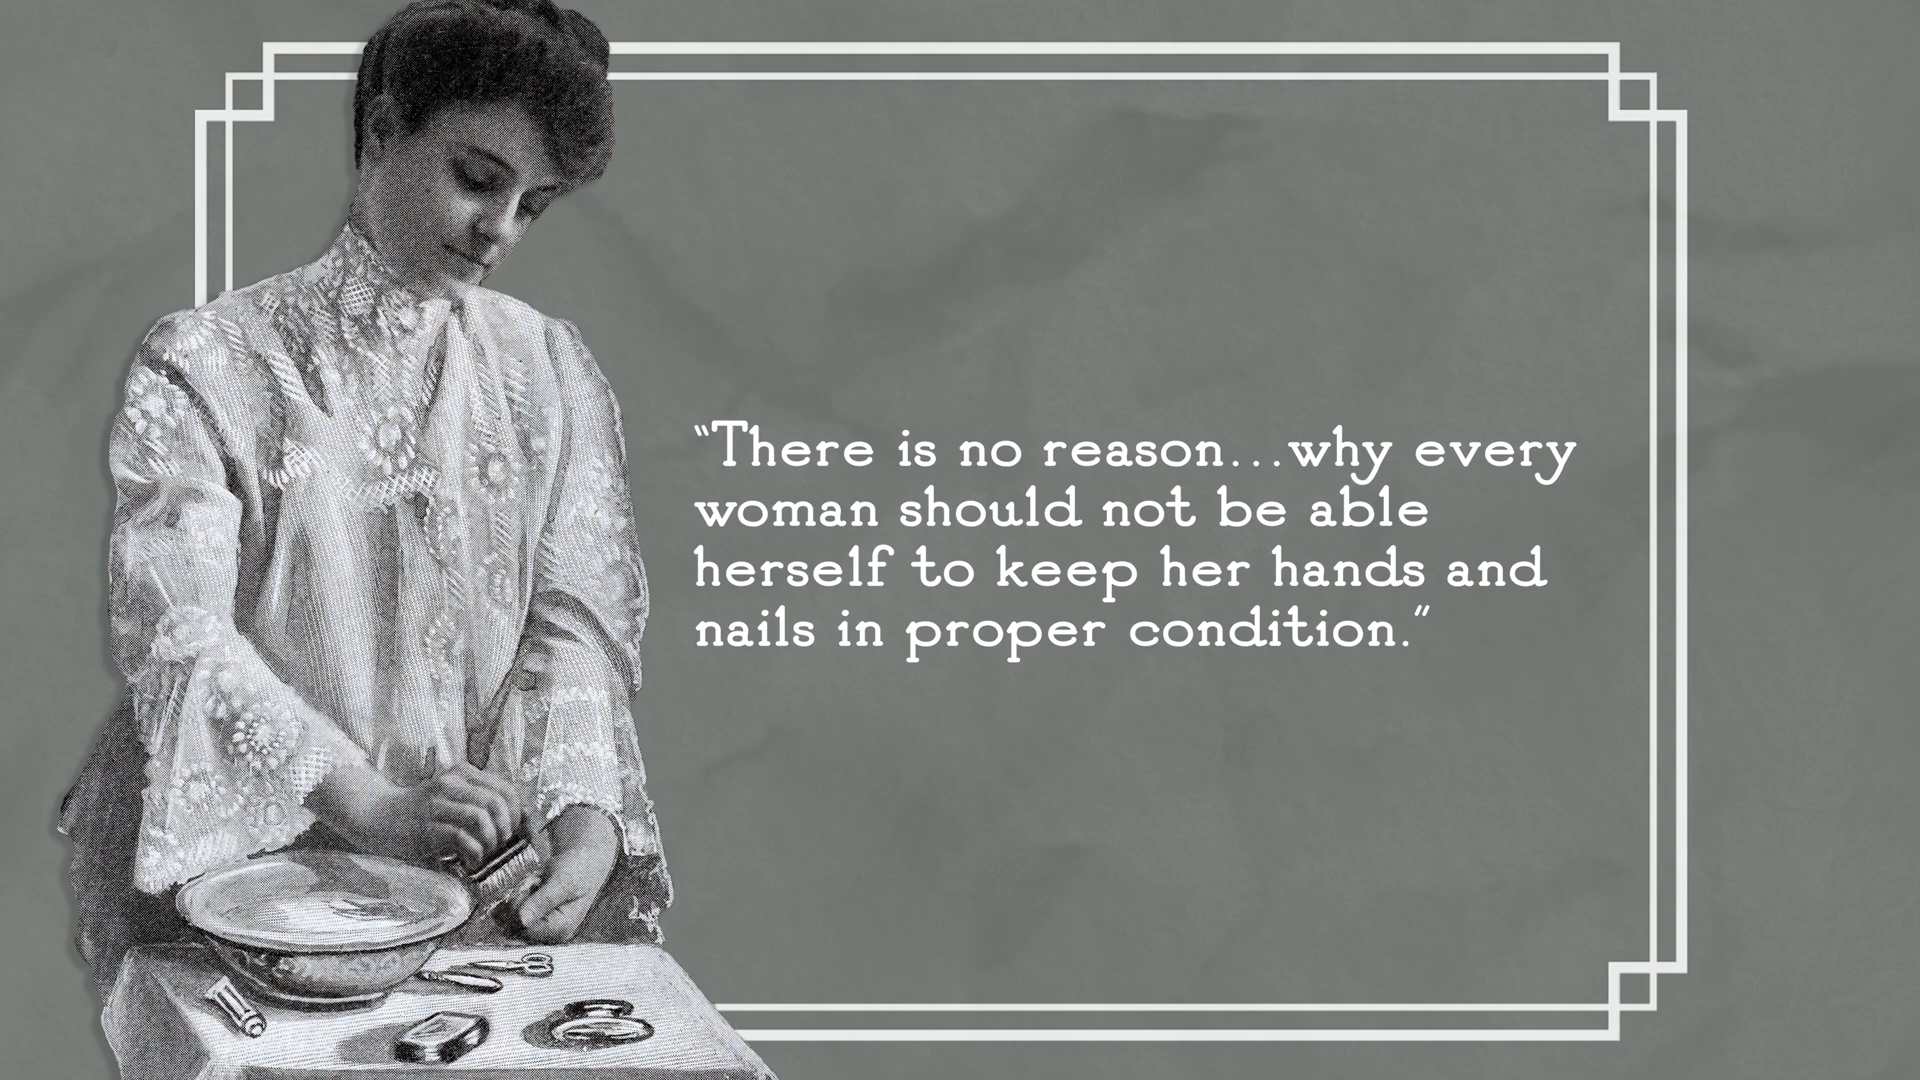 “There is no reason...why every
woman should not be able
herself to keep her hands and
nails in proper condition.”